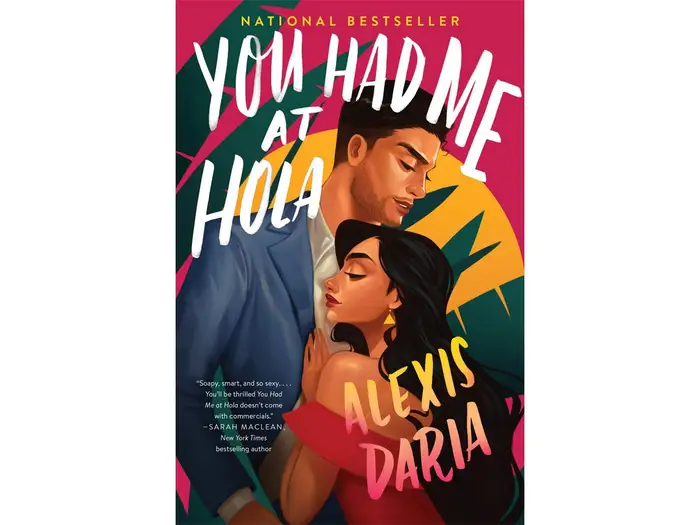 NATIONAL BESTSELLER
YOU HAD ME
AT
HOLA
"Soapy, smart, and so sexy. . . .
You'll be thrilled You Had
Me at Hola doesn't come
with commercials."
—SARAH MACLEAN,
New York Times
bestselling author
ALEXIS
DARIA